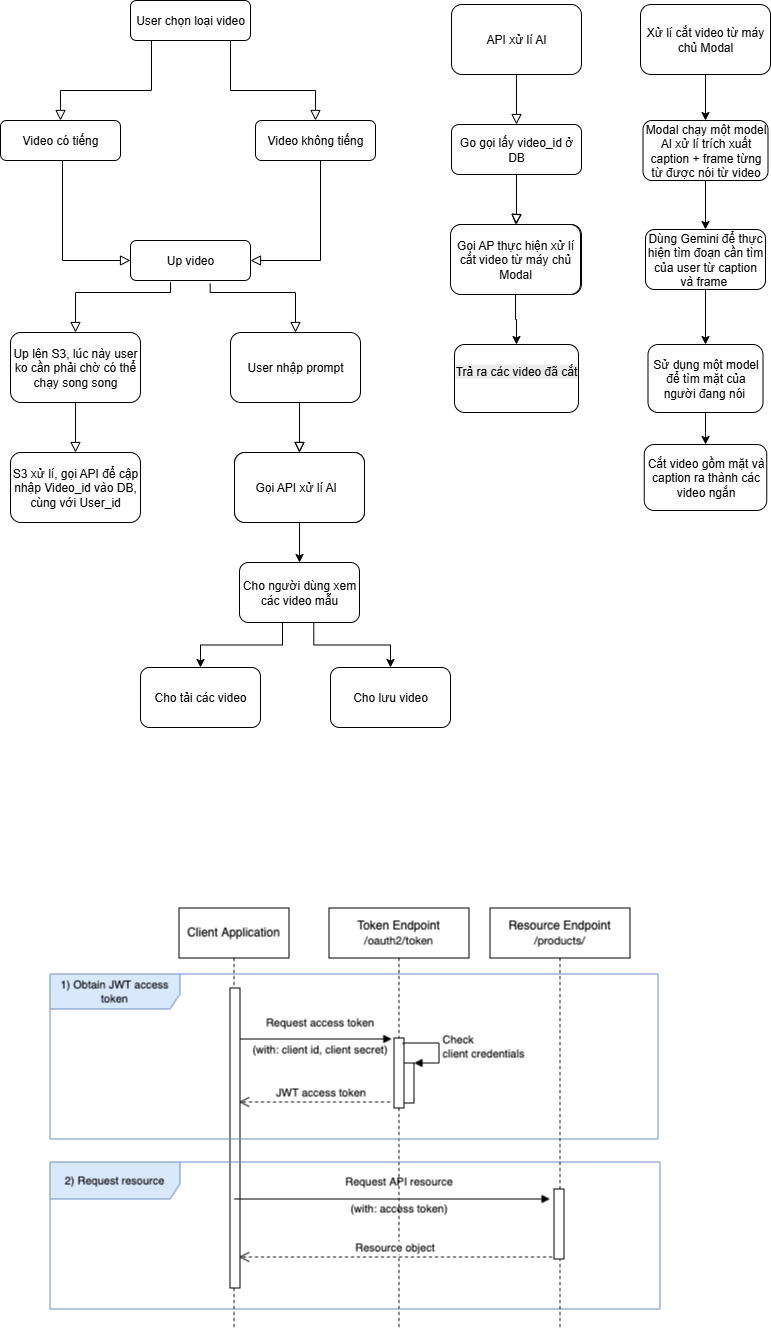 User chọn loại video
Video có tiếng
Video không tiếng
Up video
Up lên S3, lúc này user
ko cần phải chờ có thể
chạy song song
User nhập prompt
S3 xử lí, gọi API để cập
nhập Video_id vào DB,
cùng với User_id
Gọi API xử lí AI
Cho người dùng xem
các video mẫu
Cho tải các video
Cho lưu video
API xử lí AI
Go gọi lấy video_id ở
DB
Gọi AP thực hiện xử lí
cắt video từ máy chủ
Modal
Trả ra các video đã cắt
Xử lí cắt video từ máy
chủ Modal
Modal chạy một model
AI xử lí trích xuất
caption + frame từng
từ được nói từ video
Dùng Gemini để thực
hiện tìm đoạn cần tìm
của user từ caption
và frame
Sử dụng một model
để tìm mặt của
người đang nói
Cắt video gồm mặt và
caption ra thành các
video ngắn
Client Application
Token Endpoint
/oauth2/token
Resource Endpoint
/products/
1) Obtain JWT access
token
Request access token
(with: client id, client secret)
Check
client credentials
JWT access token
2) Request resource
Request API resource
(with: access token)
Resource object